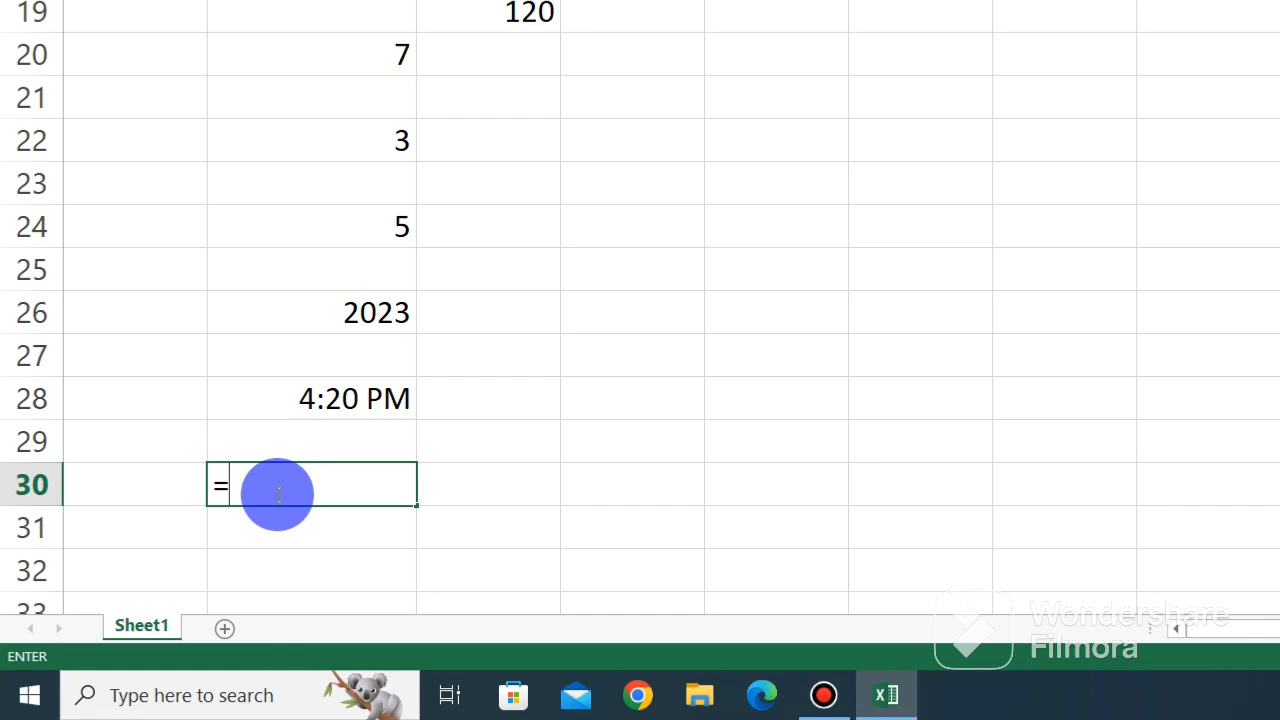 19 120
20 7
21
22 3
23
24 5
25
26 2023
27
28 4:20 PM
29
30 =
31
32
33
Sheet1
Wondershare
Filmora
ENTER
Type here to search